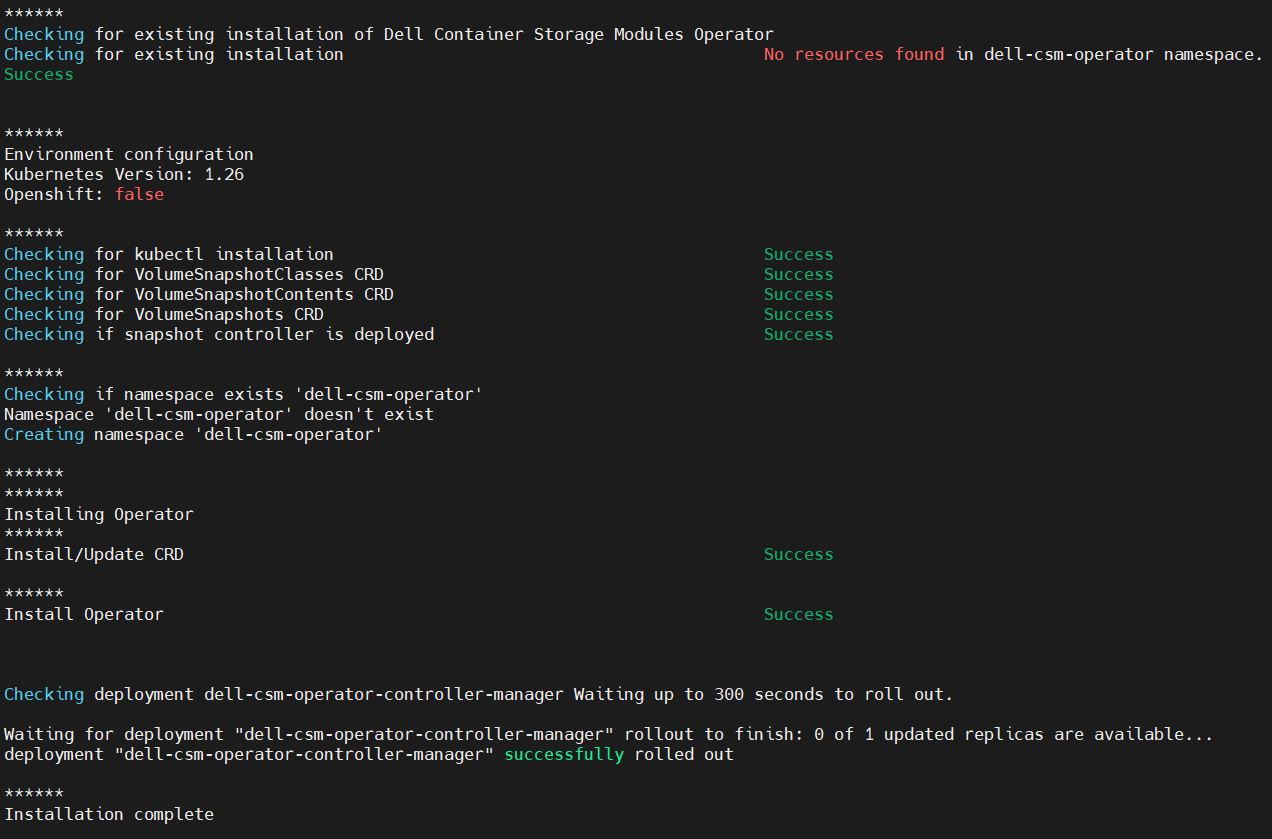 ******
Checking for existing installation of Dell Container Storage Modules Operator
Checking for existing installation No resources found in dell-csm-operator namespace.
Success
******
Environment configuration
Kubernetes Version: 1.26
Openshift: false
******
Checking for kubectl installation Success
Checking for VolumeSnapshotClasses CRD Success
Checking for VolumeSnapshotContents CRD Success
Checking for VolumeSnapshots CRD Success
Checking if snapshot controller is deployed Success
******
Checking if namespace exists 'dell-csm-operator'
Namespace 'dell-csm-operator' doesn't exist
Creating namespace 'dell-csm-operator'
******
******
Installing Operator
******
Install/Update CRD Success
******
Install Operator Success
Checking deployment dell-csm-operator-controller-manager Waiting up to 300 seconds to roll out.
Waiting for deployment "dell-csm-operator-controller-manager" rollout to finish: 0 of 1 updated replicas are available...
deployment "dell-csm-operator-controller-manager" successfully rolled out
******
Installation complete